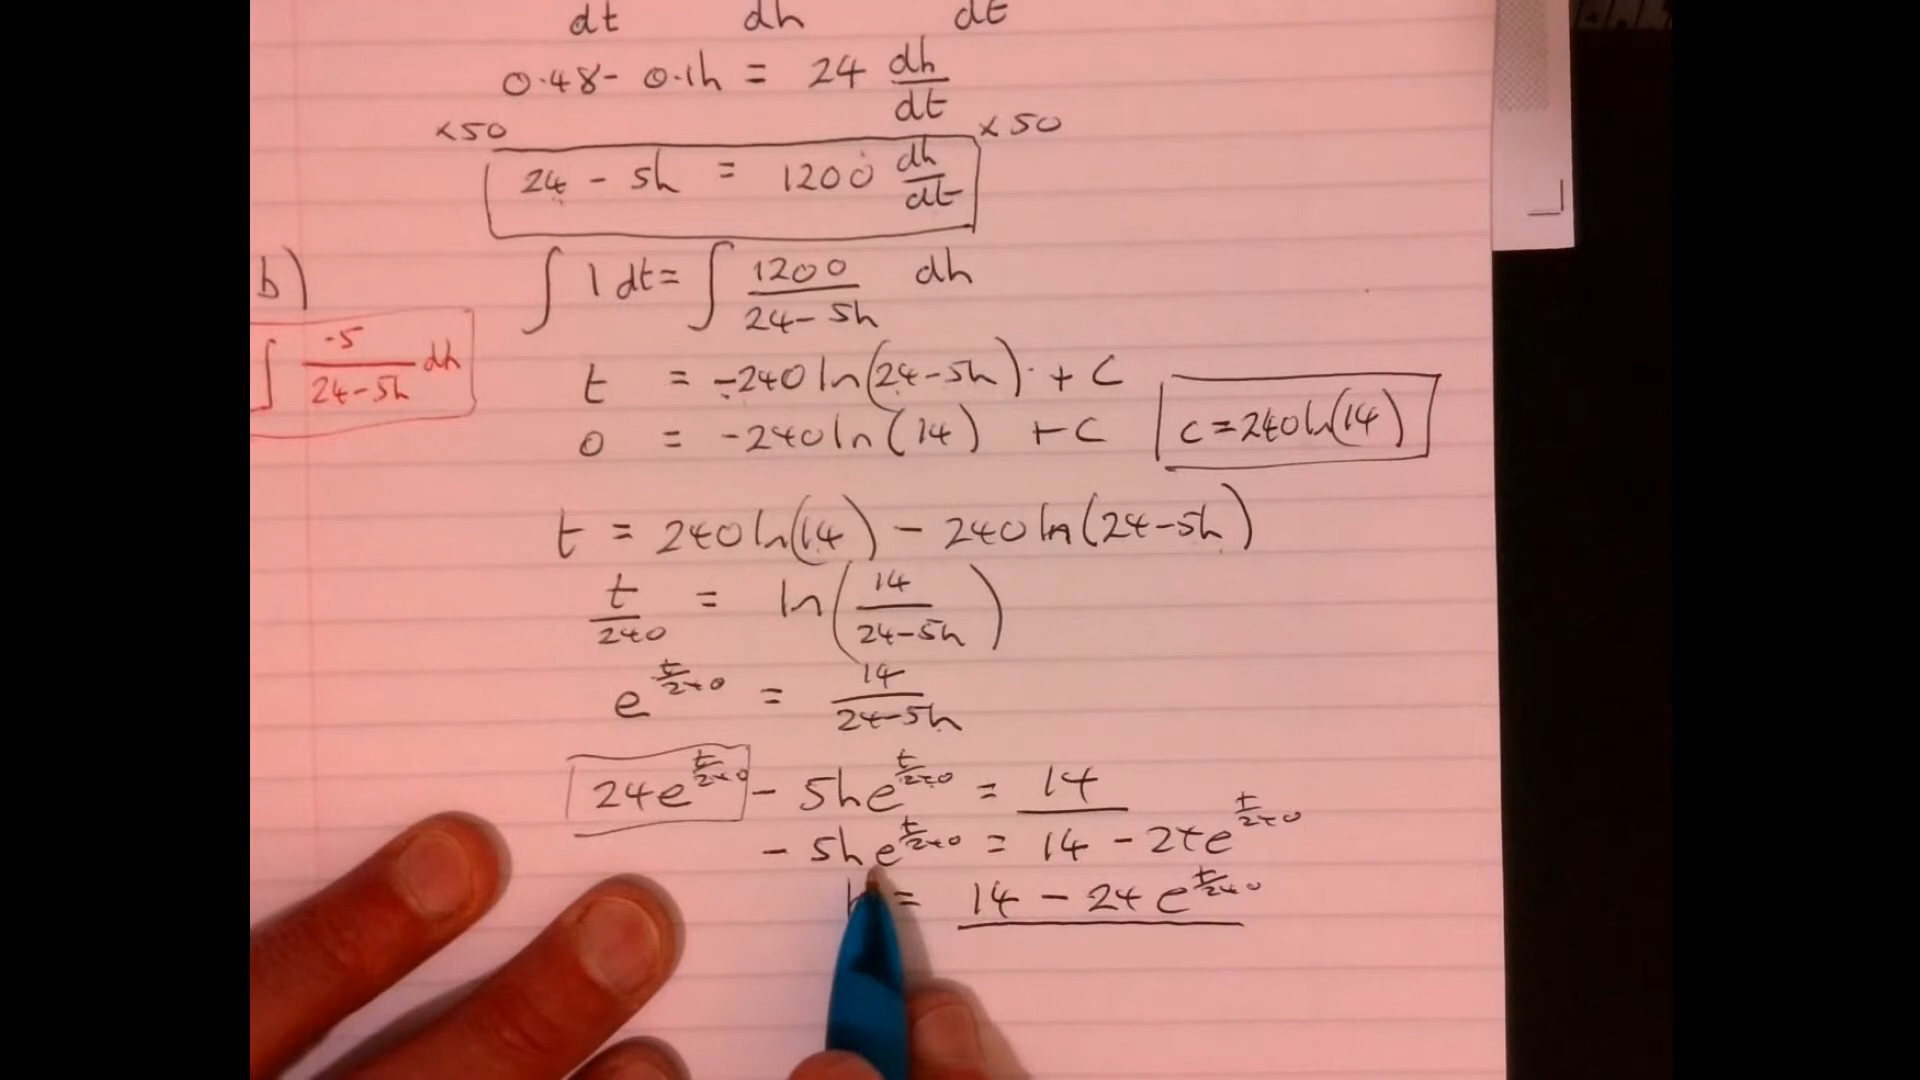 dt dh dt
0.48 - 0.1h = 24 dh/dt
×50 ×50
24 - 5h = 1200 dh/dt
b) ∫ 1 dt = ∫ 1200/(24-5h) dh
∫ -5/(24-5h) dh
t = -240 ln(24-5h) + C
0 = -240 ln(14) + C C = 240 ln(14)
t = 240 ln(14) - 240 ln(24-5h)
t/240 = ln(14/(24-5h))
e^(t/240) = 14/(24-5h)
24e^(t/240) - 5he^(t/240) = 14
- 5he^(t/240) = 14 - 24e^(t/240)
= 14 - 24e^(t/240)